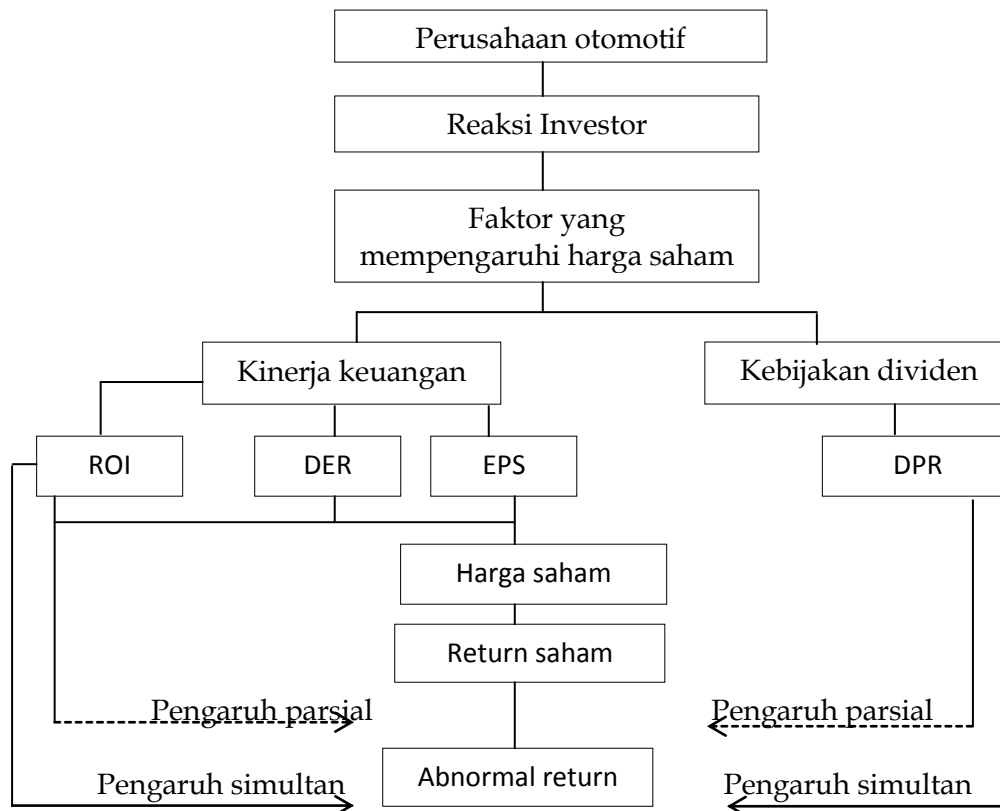 Perusahaan otomotif
Reaksi Investor
Faktor yang
mempengaruhi harga saham
Kinerja keuangan
Kebijakan dividen
ROI
DER
EPS
DPR
Harga saham
Return saham
Pengaruh parsial
Pengaruh parsial
Abnormal return
Pengaruh simultan
Pengaruh simultan